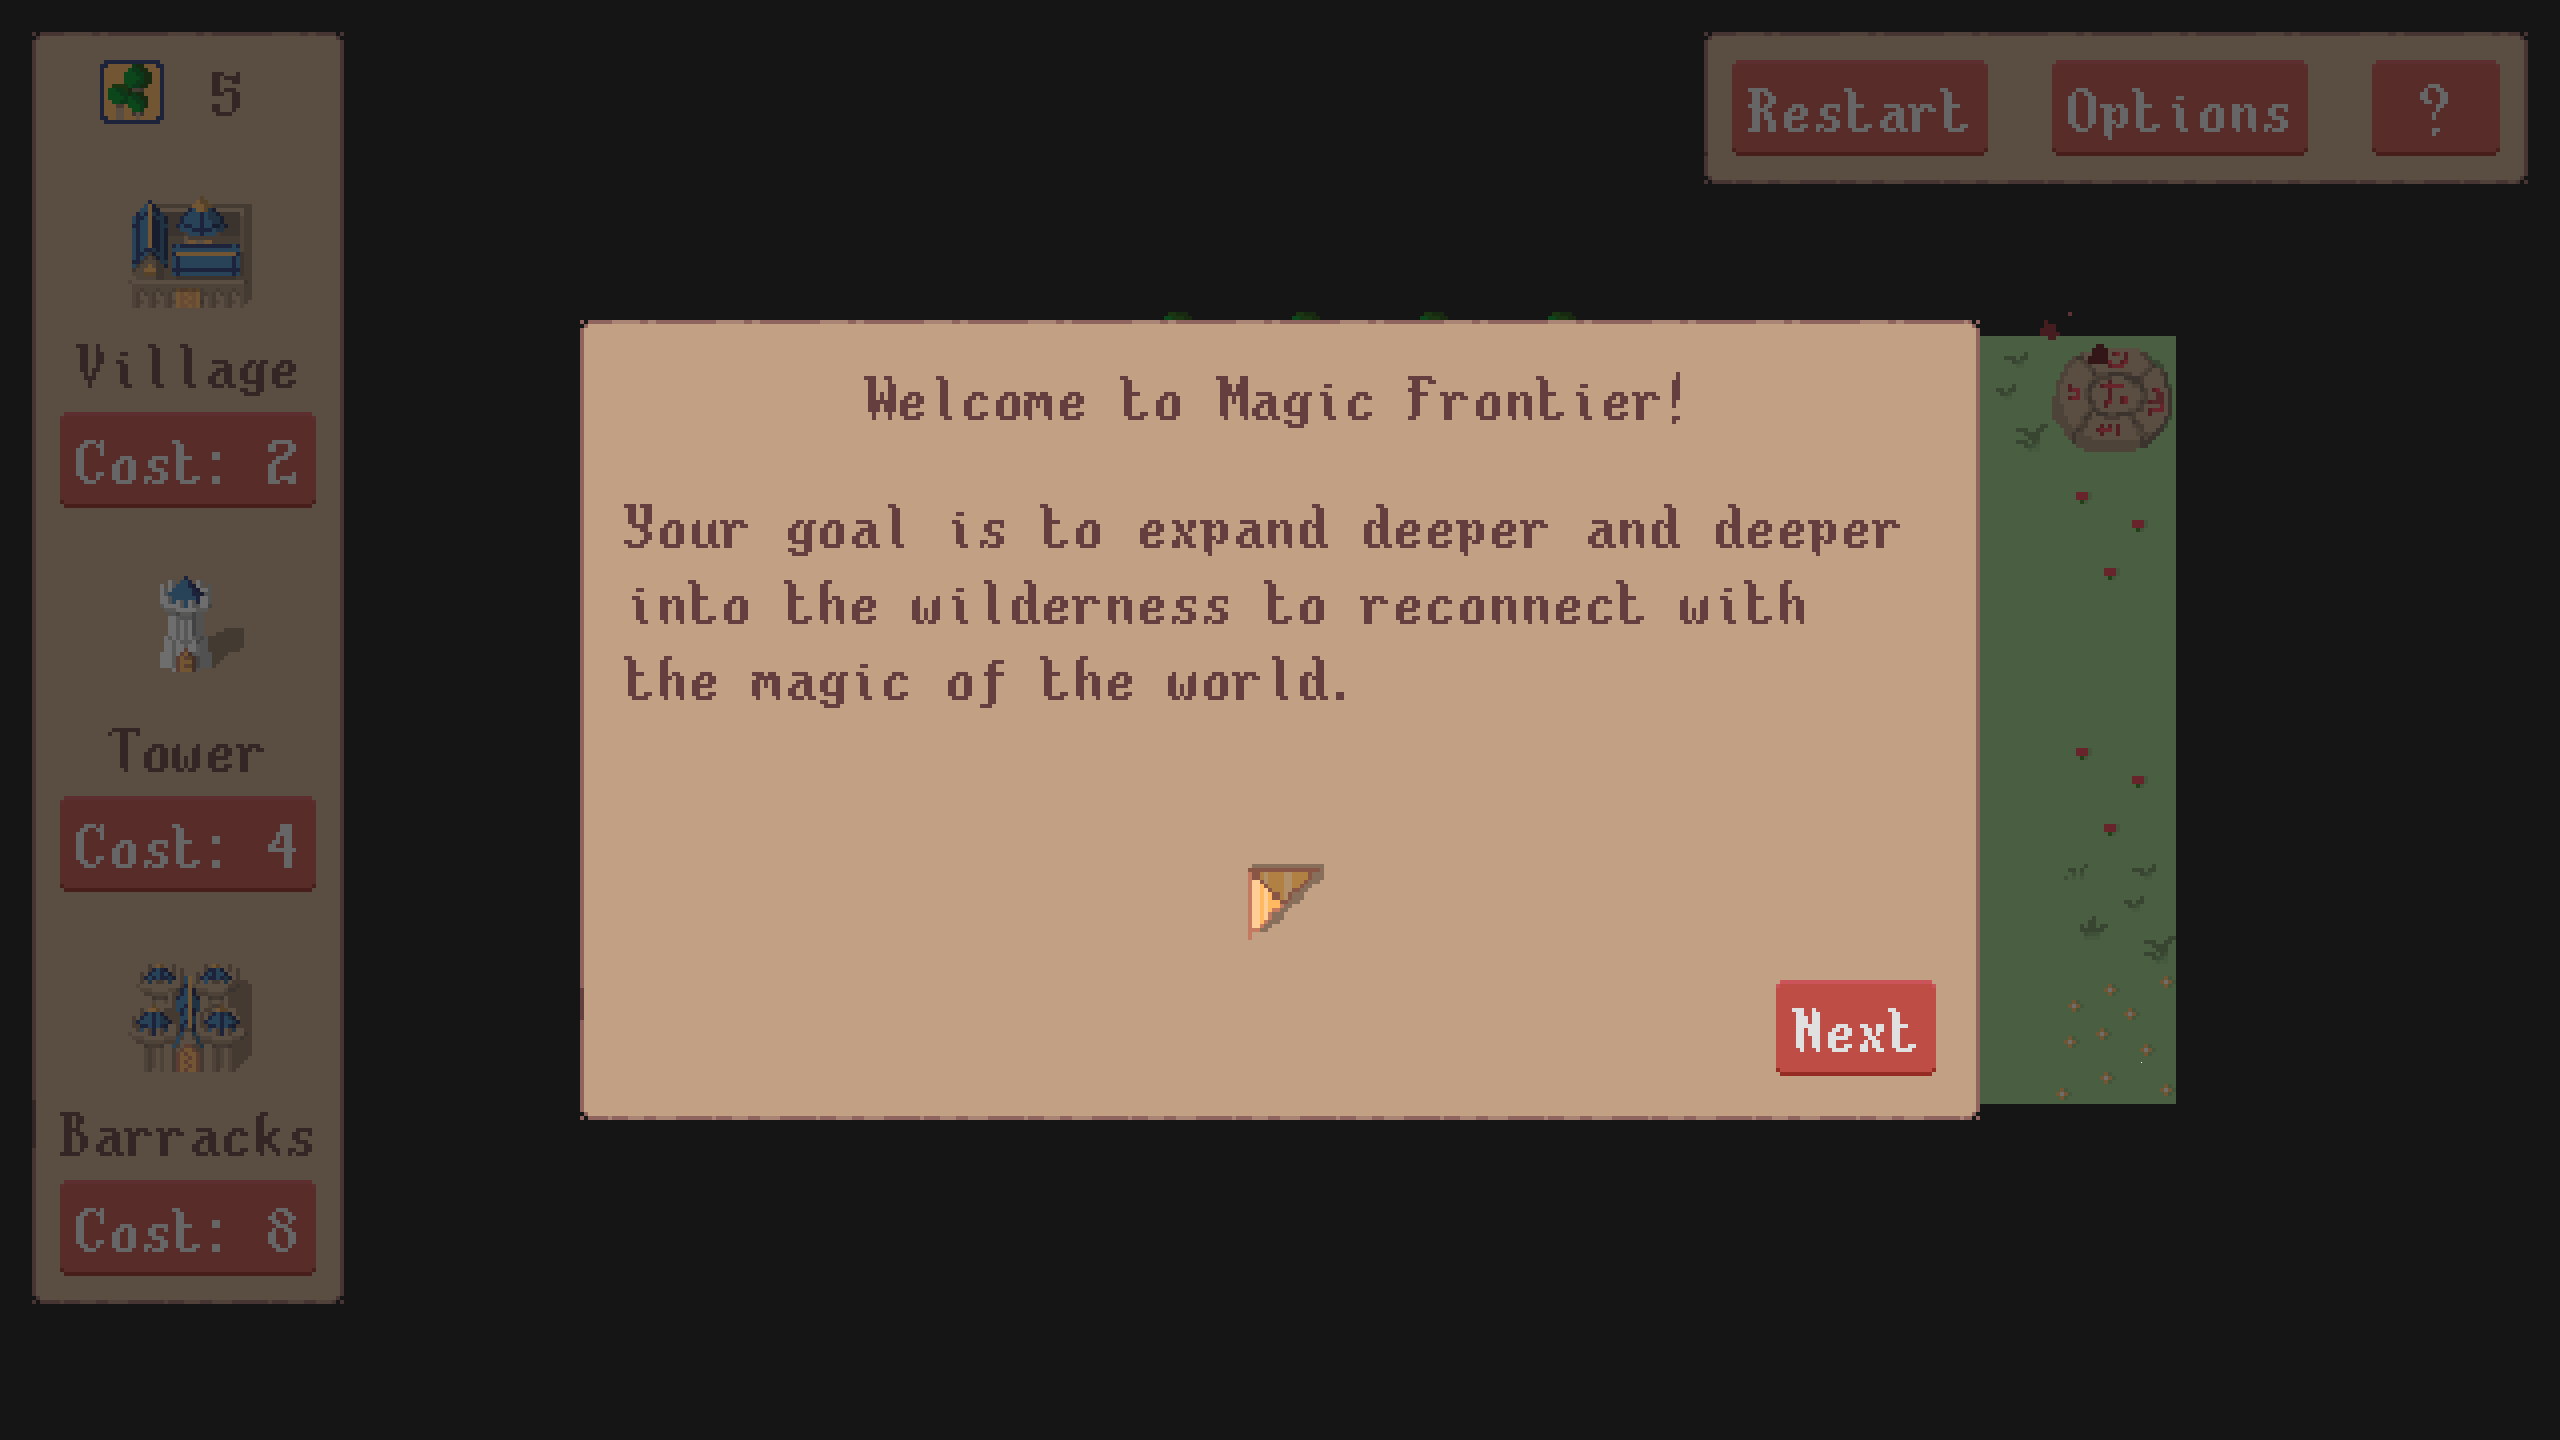 5
Restart
Options
?
Village
Cost: 2
Tower
Cost: 4
Barracks
Cost: 8
Welcome to Magic Frontier!
Your goal is to expand deeper and deeper
into the wilderness to reconnect with
the magic of the world.
Next